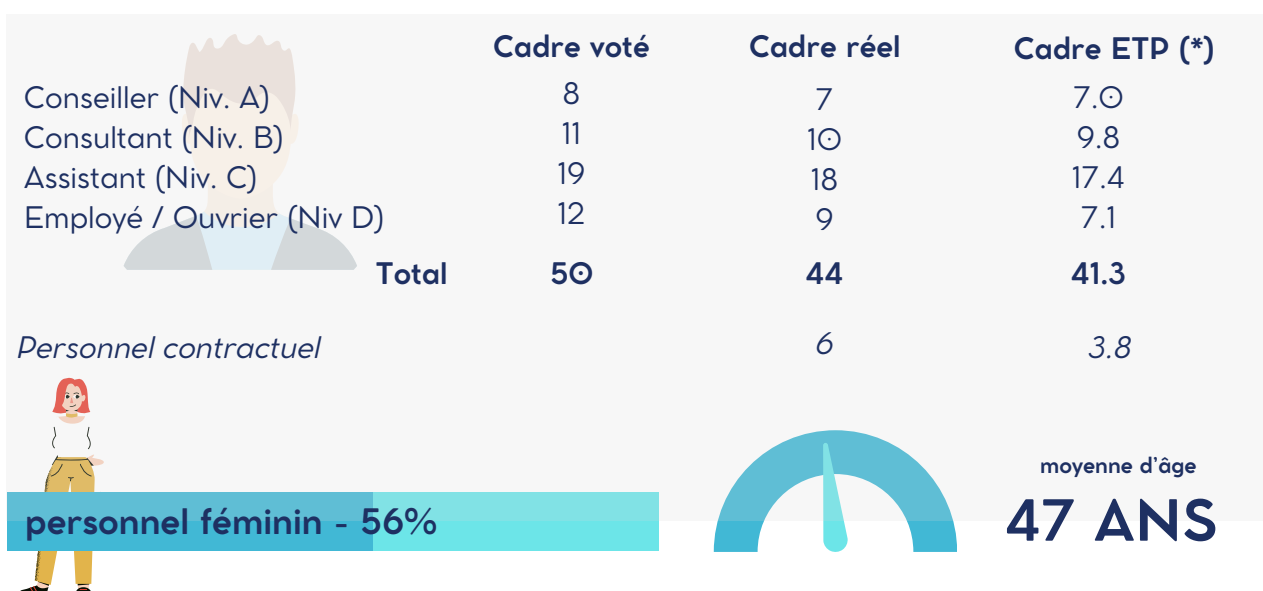 Cadre voté Cadre réel Cadre ETP (*)
Conseiller (Niv. A) 8 7 7.0
Consultant (Niv. B) 11 10 9.8
Assistant (Niv. C) 19 18 17.4
Employé / Ouvrier (Niv D) 12 9 7.1
Total 50 44 41.3
Personnel contractuel 6 3.8
moyenne d'âge
personnel féminin - 56% 47 ANS